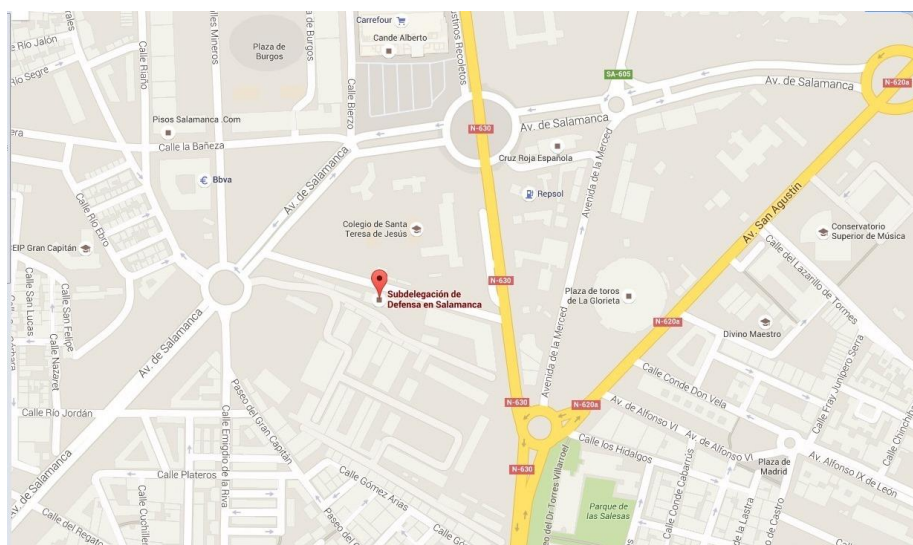 Calle Río Jalón
Río Segre
Calle Riaño
Calle Bierzo
Plaza de
Burgos
Carrefour
Cande Alberto
SA-605
N-620a
Av. de Salamanca
Av. de Salamanca
Pisos Salamanca .Com
N-630
Calle la Bañeza
Cruz Roja Española
Avenida de la Merced
Bbva
Av. de Salamanca
Repsol
Av. San Agustín
Calle Río Ebro
Colegio de Santa
Teresa de Jesús
Conservatorio
Superior de Música
CEIP Gran Capitán
N-630
Calle del Lazarillo de Tormes
Subdelegación de
Defensa en Salamanca
Plaza de toros
de La Glorieta
Calle San Lucas
Calle San Felipe
Calle Nazaret
N-620a
Divino Maestro
Av. de Salamanca
Avenida de la Merced
Calle Fray Junípero Serra
Calle Conde Don Vela
Paseo del Gran Capitán
N-630
N-620a
Av. de Alfonso VI
Calle Río Jordán
Calle Emigdio de la Riva
Av. de Alfonso VI
Calle los Hidalgos
Plaza de
Madrid
Av. Alfonso IX de León
Calle Plateros
N-630
Calle Gómez Arias
Calle Conde Cabarrús
Parque de
las Salesas
Calle del Regato